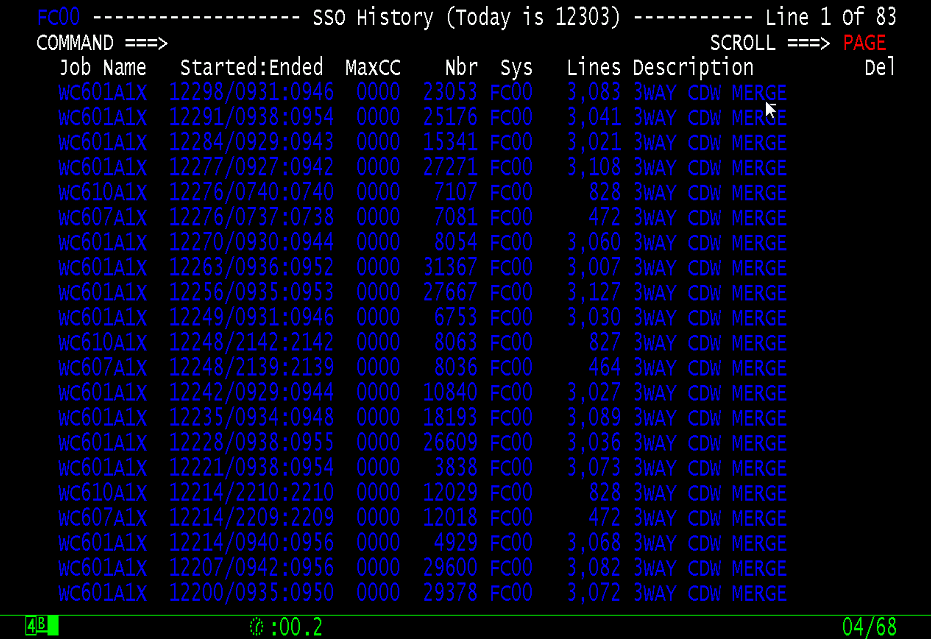 FC00 ------------------- SSO History (Today is 12303) ----------- Line 1 Of 83
COMMAND ===> SCROLL ===> PAGE
Job Name Started:Ended MaxCC Nbr Sys Lines Description Del
WC601A1X 12298/0931:0946 0000 23053 FC00 3,083 3WAY CDW MERGE
WC601A1X 12291/0938:0954 0000 25176 FC00 3,041 3WAY CDW MERGE
WC601A1X 12284/0929:0943 0000 15341 FC00 3,021 3WAY CDW MERGE
WC601A1X 12277/0927:0942 0000 27271 FC00 3,108 3WAY CDW MERGE
WC610A1X 12276/0740:0740 0000 7107 FC00 828 3WAY CDW MERGE
WC607A1X 12276/0737:0738 0000 7081 FC00 472 3WAY CDW MERGE
WC601A1X 12270/0930:0944 0000 8054 FC00 3,060 3WAY CDW MERGE
WC601A1X 12263/0936:0952 0000 31367 FC00 3,007 3WAY CDW MERGE
WC601A1X 12256/0935:0953 0000 27667 FC00 3,127 3WAY CDW MERGE
WC601A1X 12249/0931:0946 0000 6753 FC00 3,030 3WAY CDW MERGE
WC610A1X 12248/2142:2142 0000 8063 FC00 827 3WAY CDW MERGE
WC607A1X 12248/2139:2139 0000 8036 FC00 464 3WAY CDW MERGE
WC601A1X 12242/0929:0944 0000 10840 FC00 3,027 3WAY CDW MERGE
WC601A1X 12235/0934:0948 0000 18193 FC00 3,089 3WAY CDW MERGE
WC601A1X 12228/0938:0955 0000 26609 FC00 3,036 3WAY CDW MERGE
WC601A1X 12221/0938:0954 0000 3838 FC00 3,073 3WAY CDW MERGE
WC610A1X 12214/2210:2210 0000 12029 FC00 828 3WAY CDW MERGE
WC607A1X 12214/2209:2209 0000 12018 FC00 472 3WAY CDW MERGE
WC601A1X 12214/0940:0956 0000 4929 FC00 3,068 3WAY CDW MERGE
WC601A1X 12207/0942:0956 0000 29600 FC00 3,082 3WAY CDW MERGE
WC601A1X 12200/0935:0950 0000 29378 FC00 3,072 3WAY CDW MERGE
4B :00.2 04/68